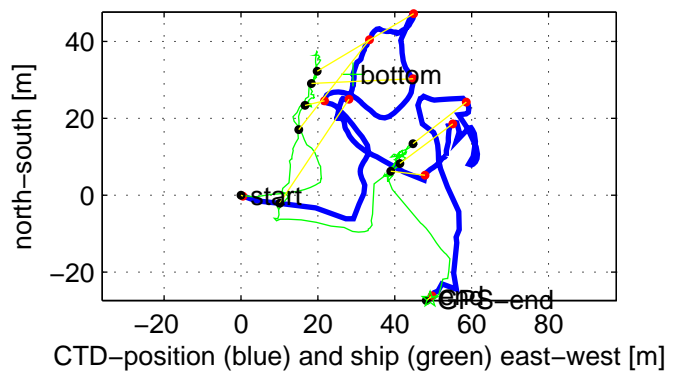 40
20
0
−20
north−south [m]
bottom
start
end
GPS−end
−20 0 20 40 60 80
CTD−position (blue) and ship (green) east−west [m]